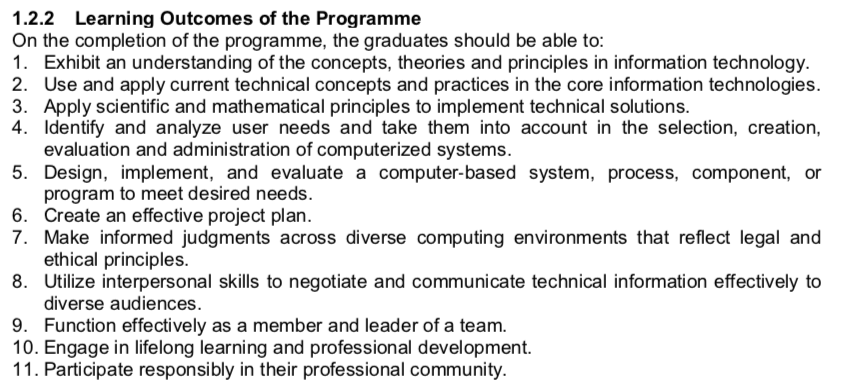 1.2.2 Learning Outcomes of the Programme
On the completion of the programme, the graduates should be able to:
1. Exhibit an understanding of the concepts, theories and principles in information technology.
2. Use and apply current technical concepts and practices in the core information technologies.
3. Apply scientific and mathematical principles to implement technical solutions.
4. Identify and analyze user needs and take them into account in the selection, creation,
evaluation and administration of computerized systems.
5. Design, implement, and evaluate a computer-based system, process, component, or
program to meet desired needs.
6. Create an effective project plan.
7. Make informed judgments across diverse computing environments that reflect legal and
ethical principles.
8. Utilize interpersonal skills to negotiate and communicate technical information effectively to
diverse audiences.
9. Function effectively as a member and leader of a team.
10. Engage in lifelong learning and professional development.
11. Participate responsibly in their professional community.